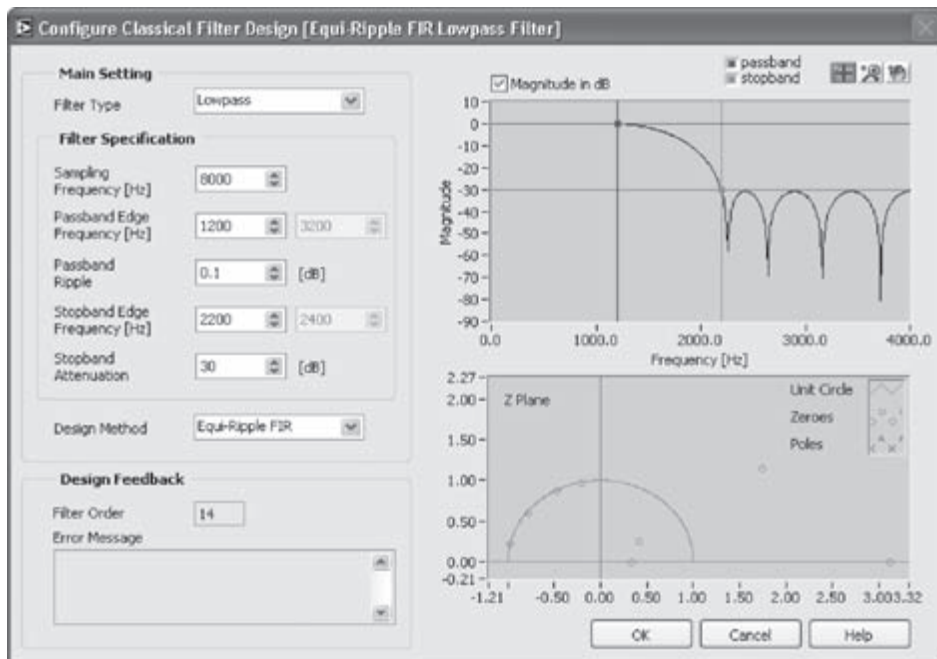 Configure Classical Filter Design [Equi-Ripple FIR Lowpass Filter]
Main Setting
Filter Type
Lowpass
Filter Specification
Sampling
Frequency [Hz]
8000
Passband Edge
Frequency [Hz]
1200
3200
Passband
Ripple
0.1
[dB]
Stopband Edge
Frequency [Hz]
2200
2400
Stopband
Attenuation
30
[dB]
Design Method
Equi-Ripple FIR
Design Feedback
Filter Order
14
Error Message
Magnitude in dB
passband
stopband
10
0
-10
-20
-30
-40
-50
-60
-70
-80
-90
Magnitude
0.0
1000.0
2000.0
3000.0
4000.0
Frequency [Hz]
2.27
2.00
1.50
1.00
0.50
0.00
-0.21
Z Plane
Unit Circle
Zeroes
Poles
-1.21
-0.50
0.00
0.50
1.00
1.50
2.00
2.50
3.003.32
OK
Cancel
Help